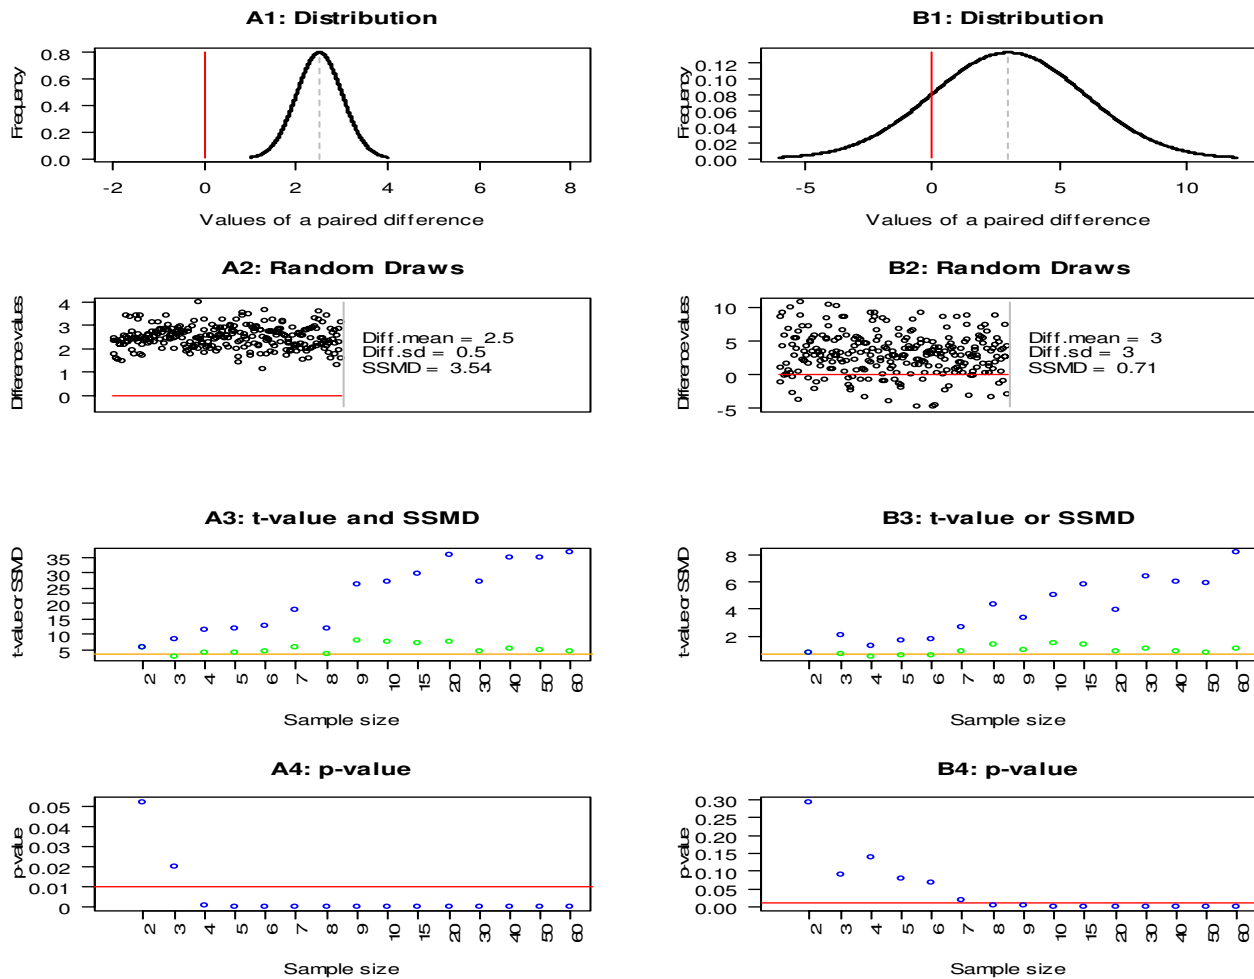 A1: Distribution
Frequency
0.8
0.6
0.4
0.2
0.0
-2 0 2 4 6 8
Values of a paired difference
B1: Distribution
Frequency
0.12
0.10
0.08
0.06
0.04
0.02
0.00
-5 0 5 10
Values of a paired difference
A2: Random Draws
Difference values
4
3
2
1
0
Diff.mean = 2.5
Diff.sd = 0.5
SSMD = 3.54
B2: Random Draws
Difference values
10
5
0
-5
Diff.mean = 3
Diff.sd = 3
SSMD = 0.71
A3: t-value and SSMD
t-value or SSMD
35
30
25
20
15
10
5
2 3 4 5 6 7 8 9 10 15 20 30 40 50 60
Sample size
B3: t-value or SSMD
t-value or SSMD
8
6
4
2
2 3 4 5 6 7 8 9 10 15 20 30 40 50 60
Sample size
A4: p-value
p-value
0.05
0.04
0.03
0.02
0.01
0
2 3 4 5 6 7 8 9 10 15 20 30 40 50 60
Sample size
B4: p-value
p-value
0.30
0.25
0.20
0.15
0.10
0.05
0.00
2 3 4 5 6 7 8 9 10 15 20 30 40 50 60
Sample size